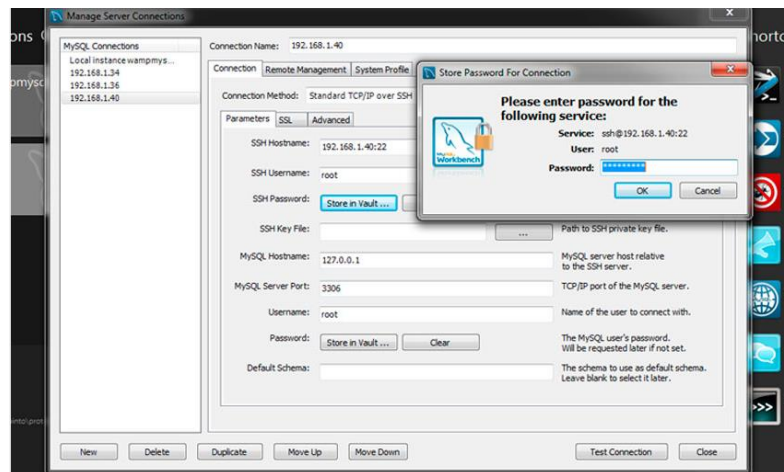 Manage Server Connections
x
ons
MySQL Connections
Local instance wampmys...
192.168.1.34
192.168.1.36
192.168.1.40
Connection Name: 192.168.1.40
Connection Remote Management System Profile
Connection Method: Standard TCP/IP over SSH
Parameters SSL Advanced
SSH Hostname: 192.168.1.40:22
SSH Username: root
SSH Password: Store in Vault ...
SSH Key File: ... Path to SSH private key file.
MySQL Hostname: 127.0.0.1 MySQL server host relative
to the SSH server.
MySQL Server Port: 3306 TCP/IP port of the MySQL server.
Username: root Name of the user to connect with.
Password: Store in Vault ... Clear The MySQL user's password.
Will be requested later if not set.
Default Schema: The schema to use as default schema.
Leave blank to select it later.
New Delete Duplicate Move Up Move Down Test Connection Close
Store Password For Connection
Please enter password for the
following service:
Service: ssh@192.168.1.40:22
User: root
Password: *********
OK Cancel
MySQL
Workbench
hortc
>>>